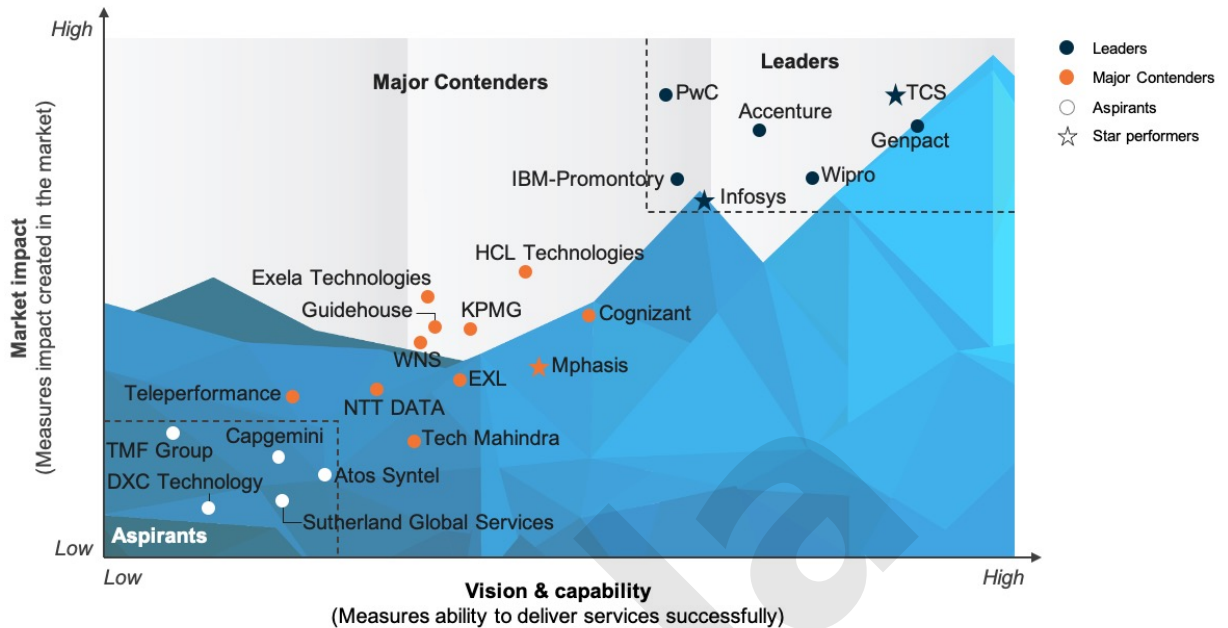 High
Major Contenders
Leaders
PwC
TCS
Accenture
Genpact
IBM-Promontory
Wipro
Infosys
HCL Technologies
Exela Technologies
Guidehouse
KPMG
Cognizant
WNS
Mphasis
EXL
Teleperformance
NTT DATA
Capgemini
Tech Mahindra
TMF Group
DXC Technology
Atos Syntel
Sutherland Global Services
Aspirants
Market impact
(Measures impact created in the market)
Low
Low
High
Vision & capability
(Measures ability to deliver services successfully)
Leaders
Major Contenders
Aspirants
Star performers